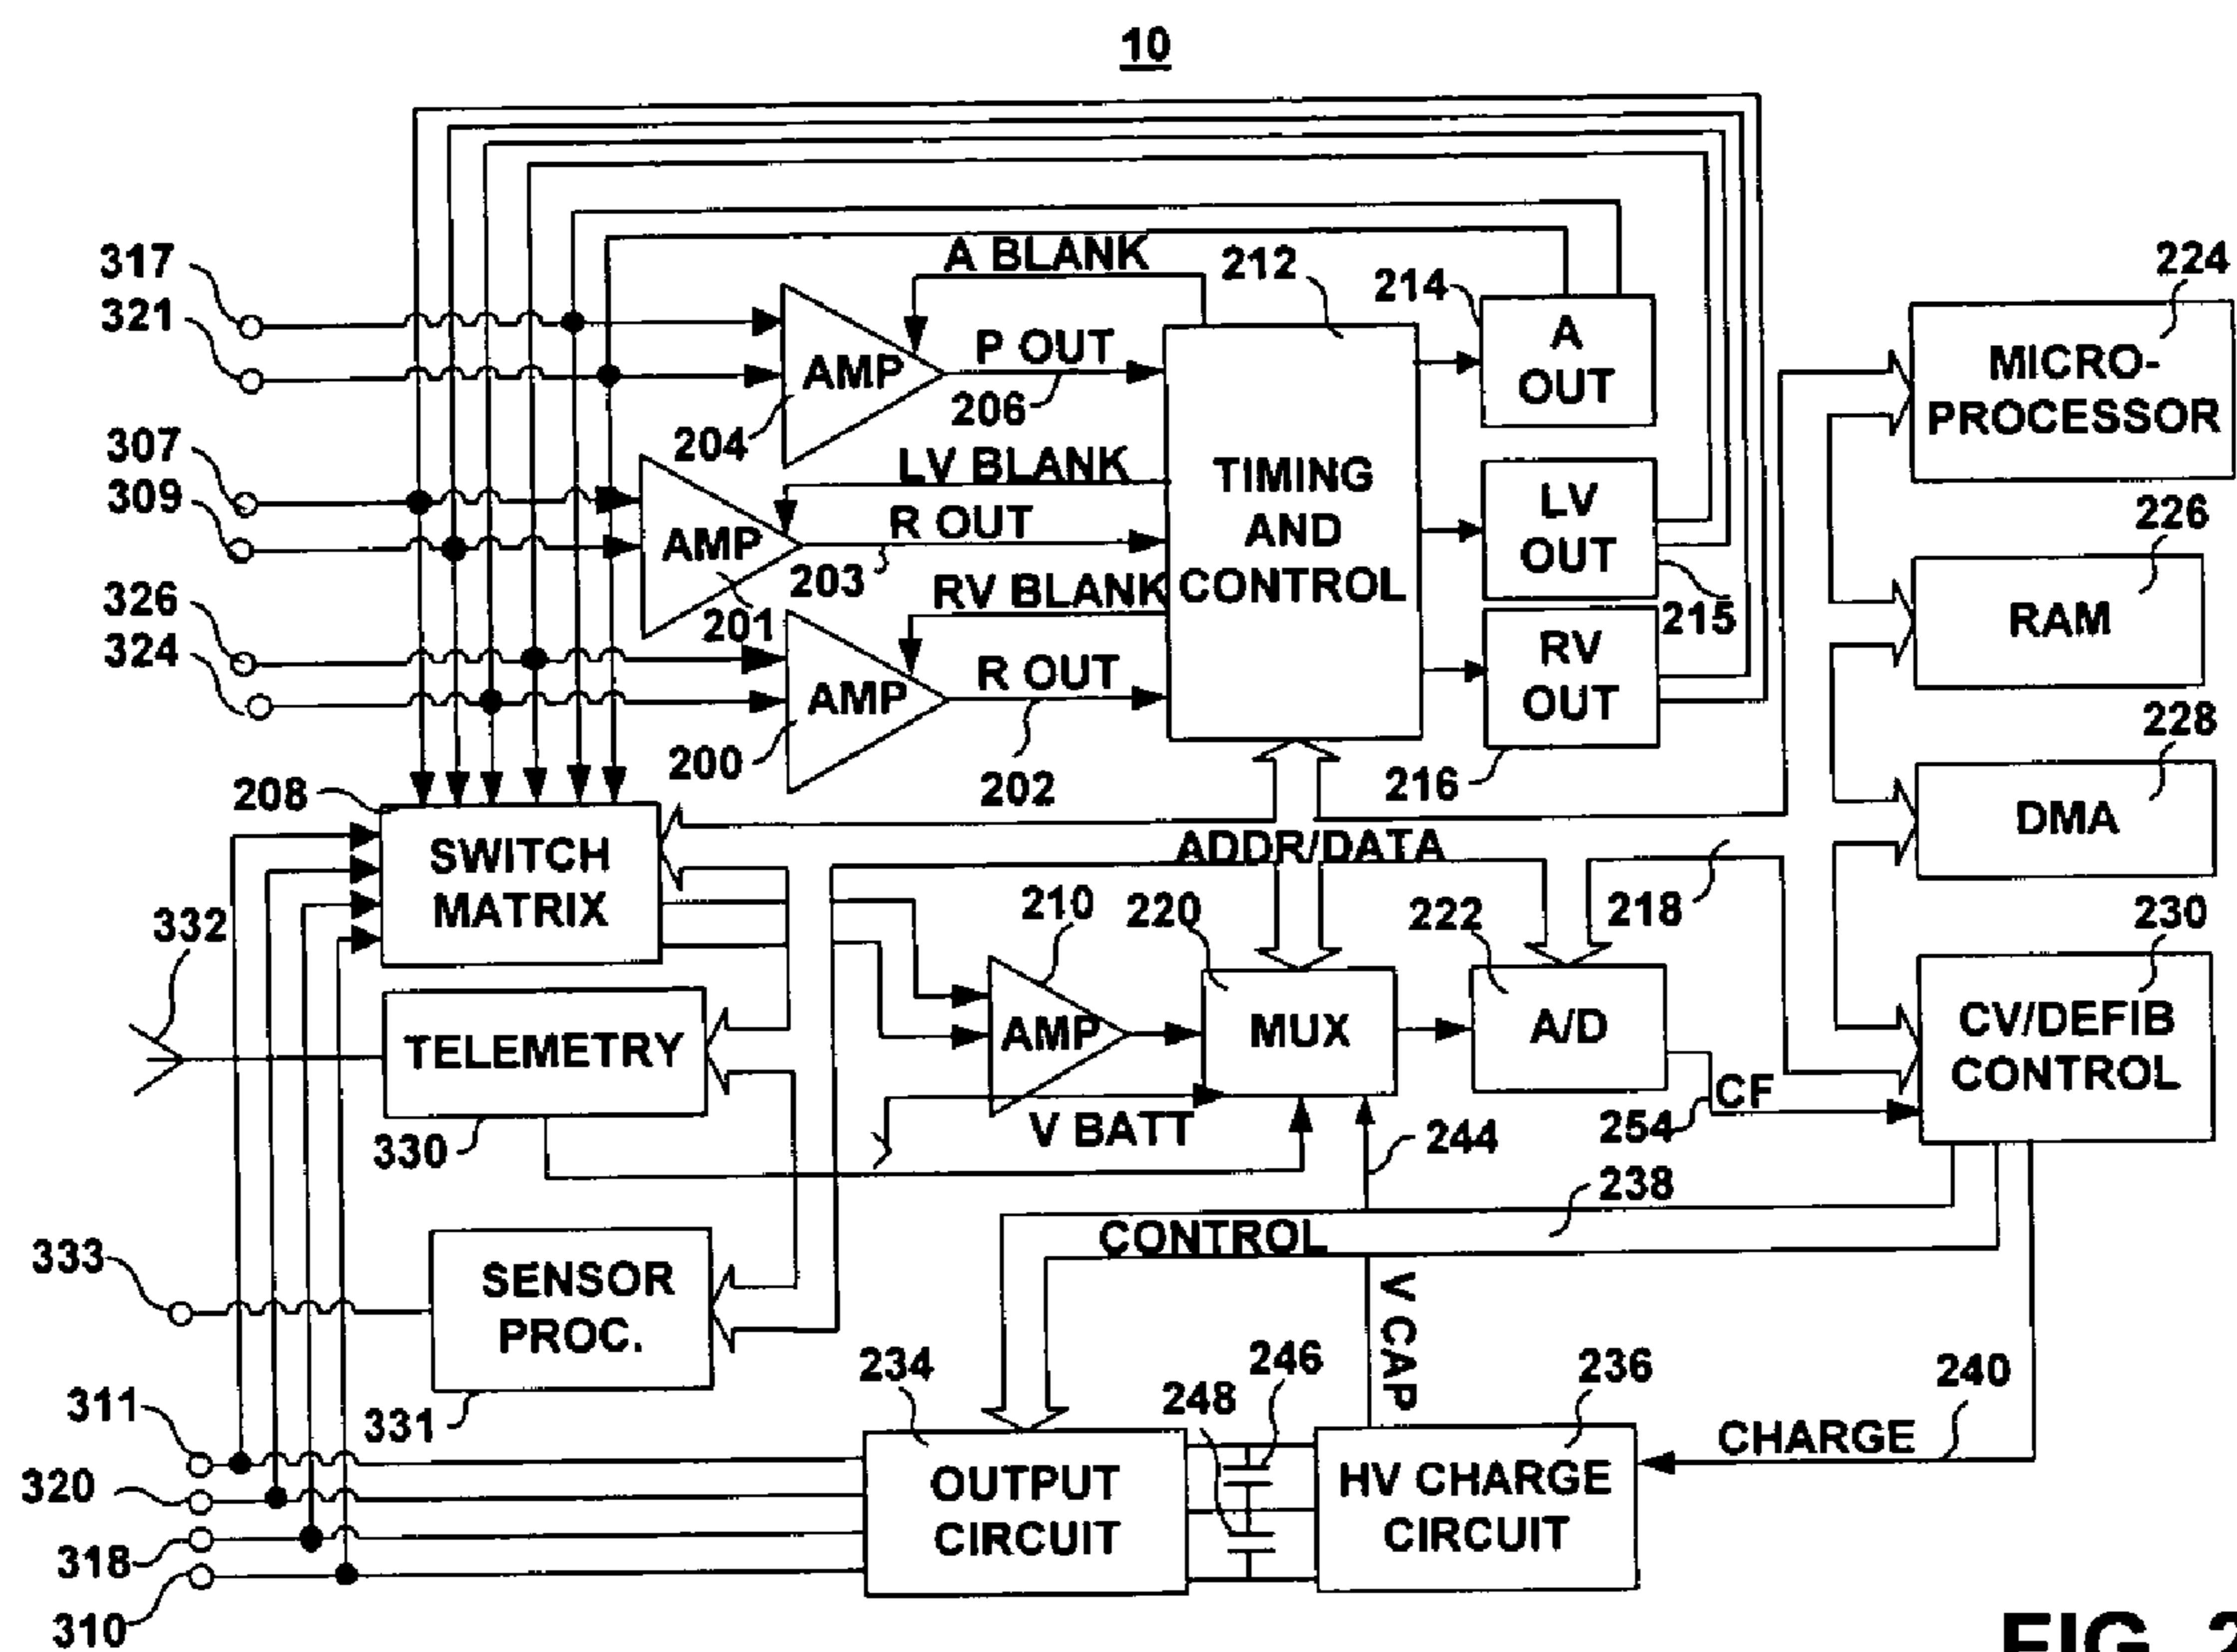 10
317
321
307
309
326
324
A BLANK
212
214
A
OUT
224
MICRO-
PROCESSOR
AMP
204
P OUT
206
LV BLANK
R OUT
203
AMP
201
TIMING
AND
CONTROL
LV
OUT
215
226
RAM
RV BLANK
AMP
200
R OUT
202
RV
OUT
216
228
DMA
208
SWITCH
MATRIX
ADDR/DATA
218
332
TELEMETRY
330
210
AMP
220
MUX
222
A/D
CF
254
230
CV/DEFIB
CONTROL
V BATT
244
238
CONTROL
333
SENSOR
PROC.
331
V CAP
234
OUTPUT
CIRCUIT
248
246
236
HV CHARGE
CIRCUIT
CHARGE
240
311
320
318
310
FIG. 2